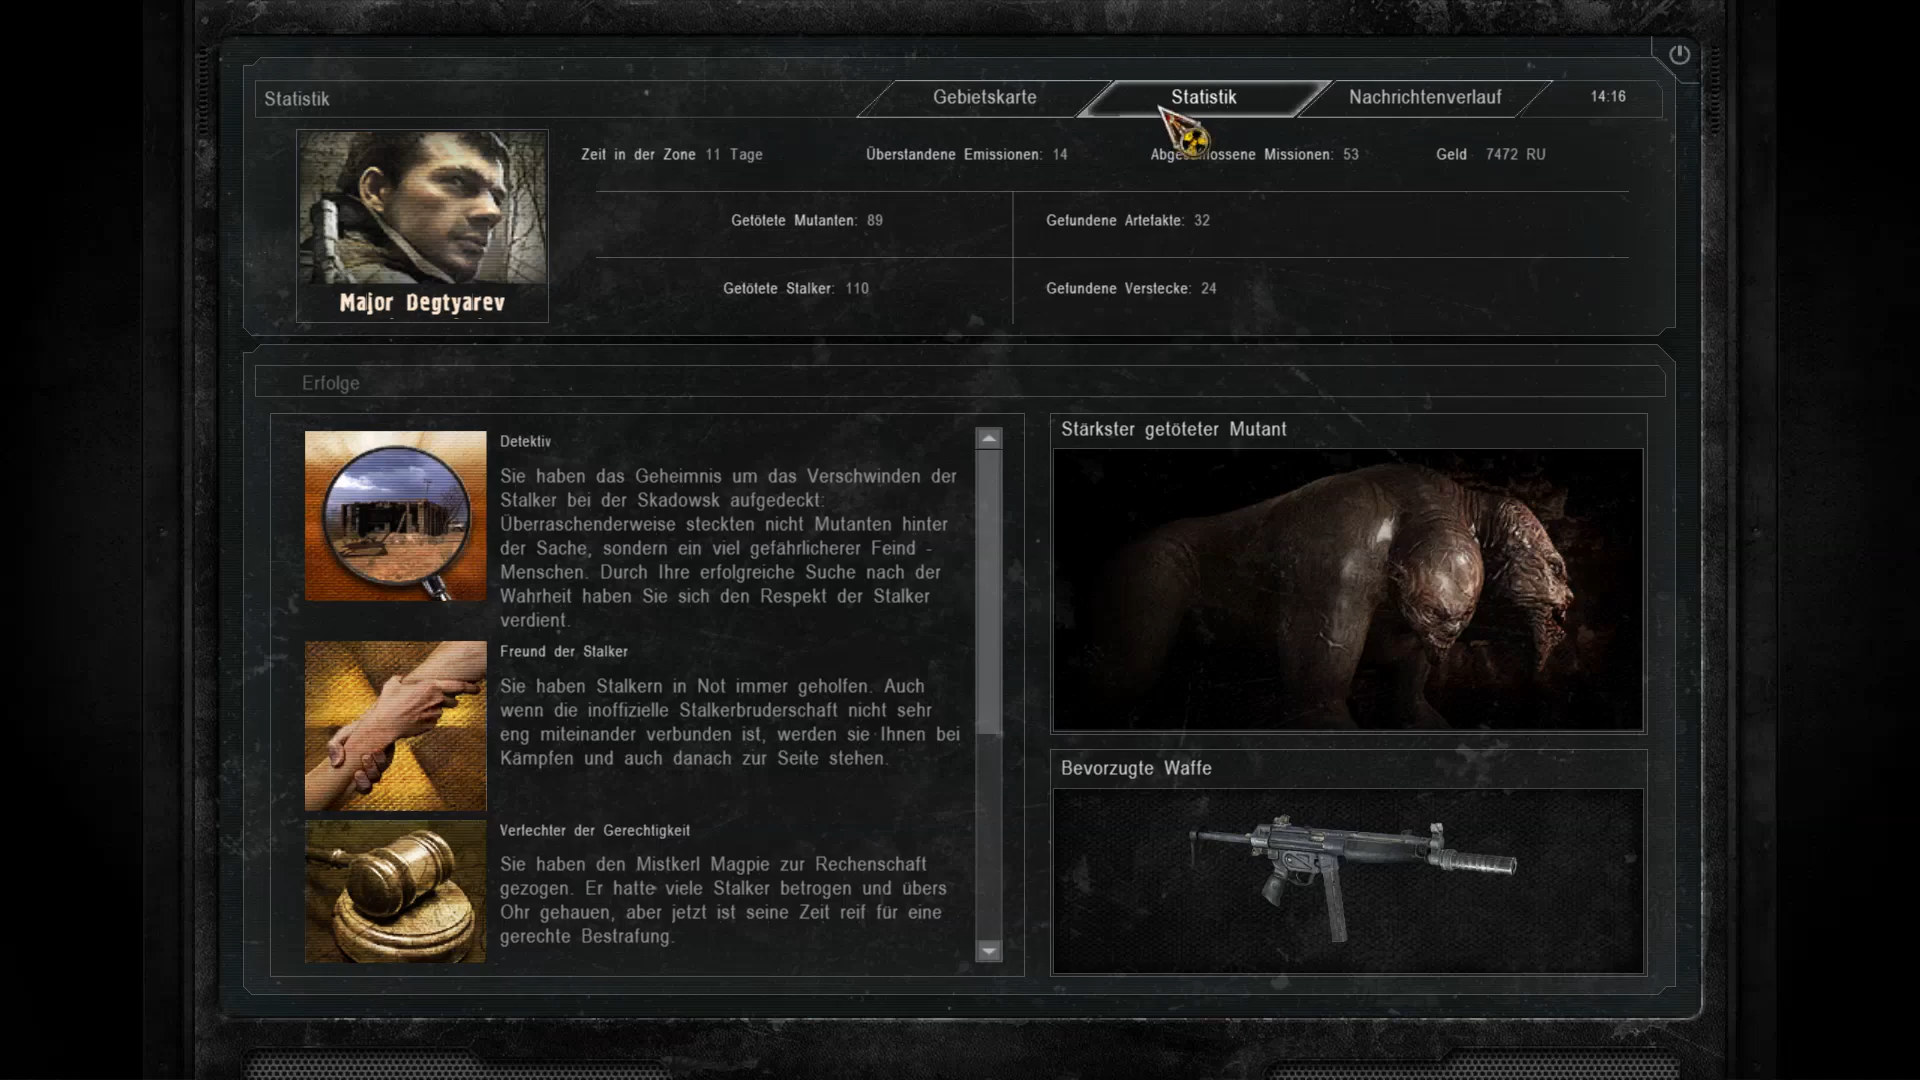 Statistik
Gebietskarte
Statistik
Nachrichtenverlauf
14:16
Zeit in der Zone 11 Tage
Überstandene Emissionen: 14
Missionen: 53
Geld 7472 RU
Getötete Mutanten: 89
Gefundene Artefakte: 32
Getötete Stalker: 110
Gefundene Verstecke: 24
Major Degtyarev
Erfolge
Detektiv
Sie haben das Geheimnis um das Verschwinden der
Stalker bei der Skadowsk aufgedeckt:
Überraschenderweise steckten nicht Mutanten hinter
der Sache, sondern ein viel gefährlicherer Feind -
Menschen. Durch Ihre erfolgreiche Suche nach der
Wahrheit haben Sie sich den Respekt der Stalker
verdient.
Freund der Stalker
Sie haben Stalkern in Not immer geholfen. Auch
wenn die inoffizielle Stalkerbruderschaft nicht sehr
eng miteinander verbunden ist, werden sie Ihnen bei
Kämpfen und auch danach zur Seite stehen.
Verfechter der Gerechtigkeit
Sie haben den Mistkerl Magpie zur Rechenschaft
gezogen. Er hatte viele Stalker betrogen und übers
Ohr gehauen, aber jetzt ist seine Zeit reif für eine
gerechte Bestrafung.
Stärkster getöteter Mutant
Bevorzugte Waffe